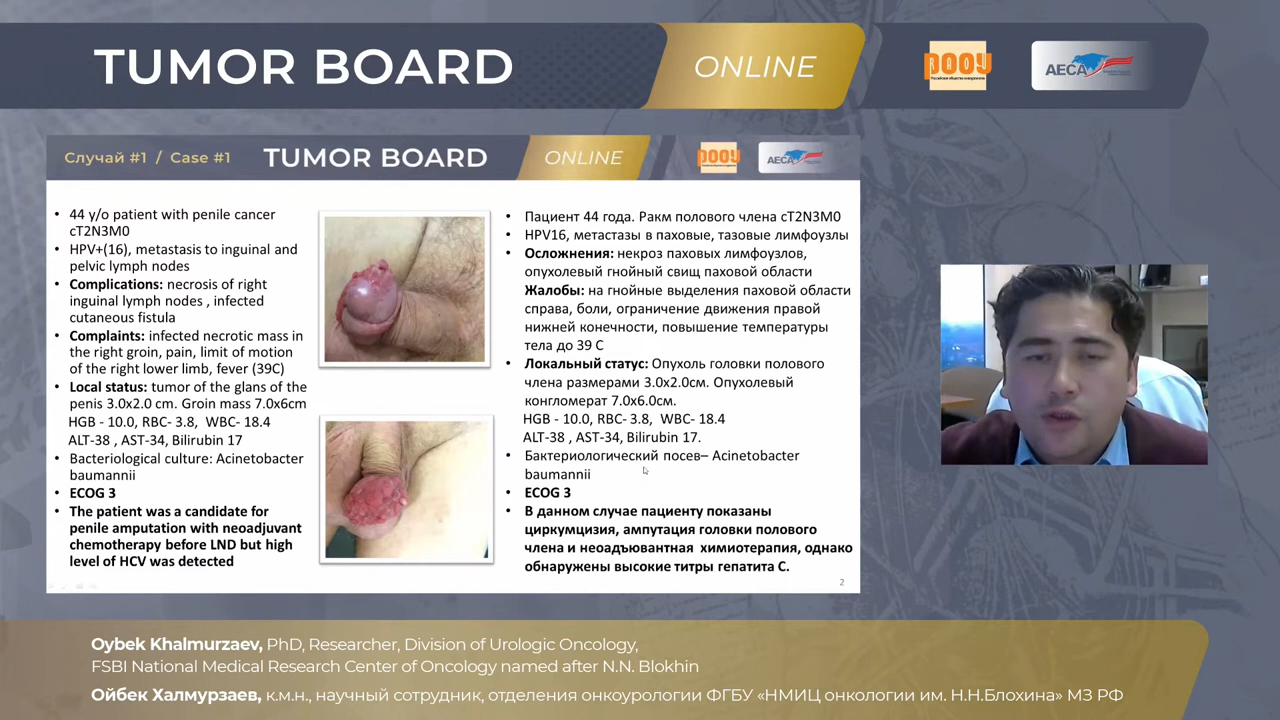 TUMOR BOARD
ONLINE
РООУ
Российское общество онкоурологов
AECA
Случай #1 / Case #1
TUMOR BOARD
ONLINE
РООУ
AECA
• 44 y/o patient with penile cancer
cT2N3M0
• HPV+(16), metastasis to inguinal and
pelvic lymph nodes
• Complications: necrosis of right
inguinal lymph nodes , infected
cutaneous fistula
• Complaints: infected necrotic mass in
the right groin, pain, limit of motion
of the right lower limb, fever (39C)
• Local status: tumor of the glans of the
penis 3.0x2.0 cm. Groin mass 7.0x6cm
HGB - 10.0, RBC- 3.8, WBC- 18.4
ALT-38 , AST-34, Bilirubin 17
• Bacteriological culture: Acinetobacter
baumannii
• ECOG 3
• The patient was a candidate for
penile amputation with neoadjuvant
chemotherapy before LND but high
level of HCV was detected
• Пациент 44 года. Ракм полового члена cT2N3M0
• HPV16, метастазы в паховые, тазовые лимфоузлы
• Осложнения: некроз паховых лимфоузлов,
опухолевый гнойный свищ паховой области
Жалобы: на гнойные выделения паховой области
справа, боли, ограничение движения правой
нижней конечности, повышение температуры
тела до 39 С
• Локальный статус: Опухоль головки полового
члена размерами 3.0x2.0см. Опухолевый
конгломерат 7.0x6.0см.
HGB - 10.0, RBC- 3.8, WBC- 18.4
ALT-38 , AST-34, Bilirubin 17.
• Бактериологический посев– Acinetobacter
baumannii
• ECOG 3
• В данном случае пациенту показаны
циркумцизия, ампутация головки полового
члена и неоадъювантная химиотерапия, однако
обнаружены высокие титры гепатита С.
2
Oybek Khalmurzaev, PhD, Researcher, Division of Urologic Oncology,
FSBI National Medical Research Center of Oncology named after N.N. Blokhin
Ойбек Халмурзаев, к.м.н., научный сотрудник, отделения онкоурологии ФГБУ «НМИЦ онкологии им. Н.Н.Блохина» МЗ РФ